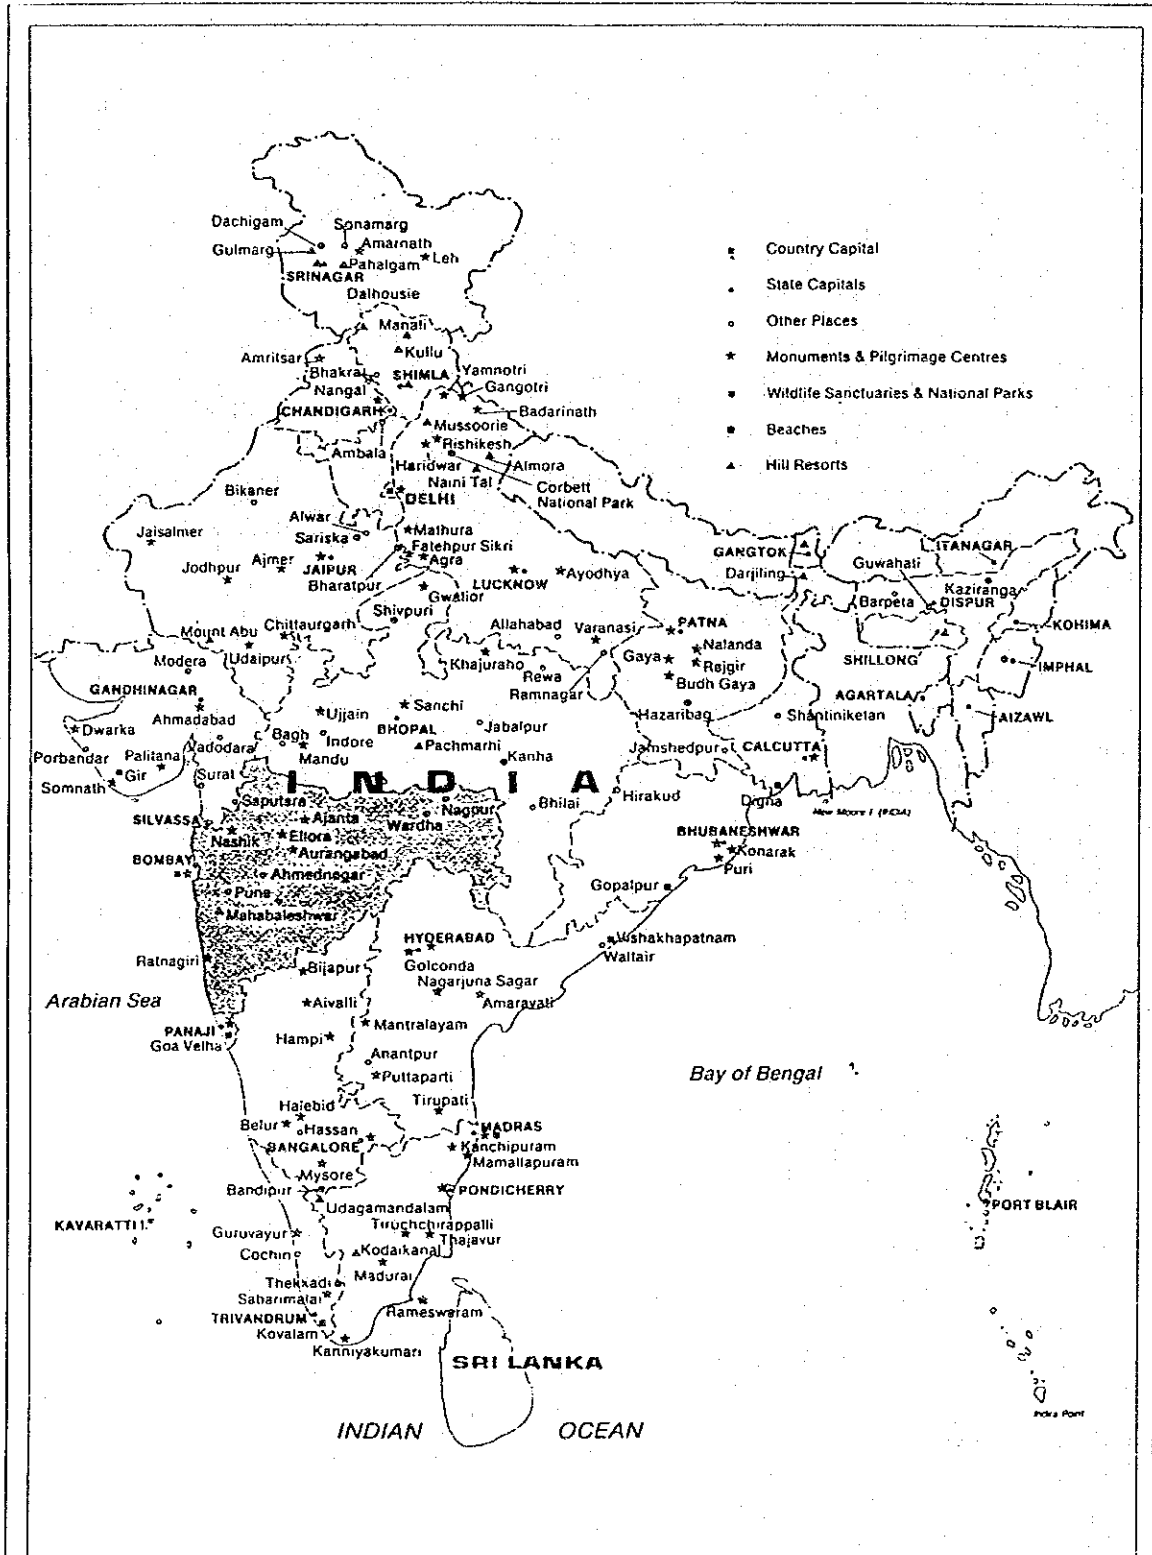 Dachigam
Sonamarg
Gulmarg
Amarnath
Leh
Pahalgam
SRINAGAR
Dalhousie
Country Capital
State Capitals
Other Places
Monuments & Pilgrimage Centres
Wildlife Sanctuaries & National Parks
Beaches
Hill Resorts
Manali
Kullu
Amritsar
Bhakra
Nangal
SHIMLA
Yamnotri
Gangotri
CHANDIGARH
Badarinath
Mussoorie
Rishikesh
Ambala
Haridwar
Almora
Naini Tal
Corbett
National Park
Bikaner
DELHI
Alwar
Sariska
Mathura
Jaisalmer
Fatehpur Sikri
Agra
Ajmer
JAIPUR
Jodhpur
Bharatpur
LUCKNOW
Ayodhya
Gwalior
GANGTOK
Darjiling
Guwahati
ITANAGAR
Kaziranga
Barpeta
DISPUR
KOHIMA
Shivpuri
Allahabad
Varanasi
PATNA
Mount Abu
Chittaurgarh
Udaipur
Modera
Khajuraho
Rewa
Ramnagar
Gaya
Nalanda
Rajgir
Budh Gaya
SHILLONG
IMPHAL
AGARTALA
AIZAWL
GANDHINAGAR
Ahmadabad
Dwarka
Ujjain
Sanchi
BHOPAL
Jabalpur
Hazaribag
Shantiniketan
Porbandar
Palitana
Gir
Somnath
Vadodara
Bagh
Indore
Mandu
Pachmarhi
Kanha
Jamshedpur
CALCUTTA
Surat
INDIA
Hirakud
Digha
New Moore I. (INDIA)
Saputara
SILVASSA
Ajanta
Nagpur
Wardha
Bhilai
Nashik
Ellora
Aurangabad
BOMBAY
Ahmednagar
Pune
Mahabaleshwar
BHUBANESHWAR
Konarak
Puri
Gopalpur
Ratnagiri
HYDERABAD
Golconda
Vishakhapatnam
Waltair
Bijapur
Nagarjuna Sagar
Amaravati
Arabian Sea
Aivalli
PANAJI
Goa Velha
Hampi
Mantralayam
Anantpur
Puttaparti
Bay of Bengal
Halebid
Tirupati
Belur
Hassan
MADRAS
BANGALORE
Kanchipuram
Mamallapuram
Mysore
Bandipur
PONDICHERRY
Udagamandalam
KAVARATTI I.
PORT BLAIR
Guruvayur
Tiruchchirappalli
Thajavur
Cochin
Kodaikanal
Madurai
Thekkadi
Sabarimalai
Rameswaram
TRIVANDRUM
Kovalam
Kanniyakumari
SRI LANKA
Indira Point
INDIAN OCEAN